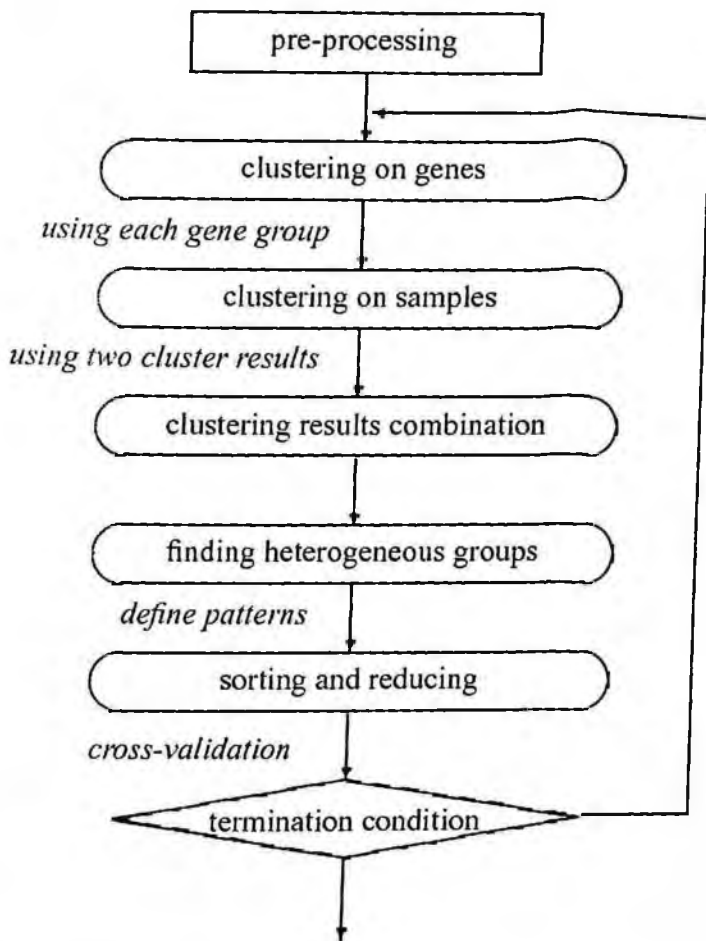 pre-processing
clustering on genes
using each gene group
clustering on samples
using two cluster results
clustering results combination
finding heterogeneous groups
define patterns
sorting and reducing
cross-validation
termination condition